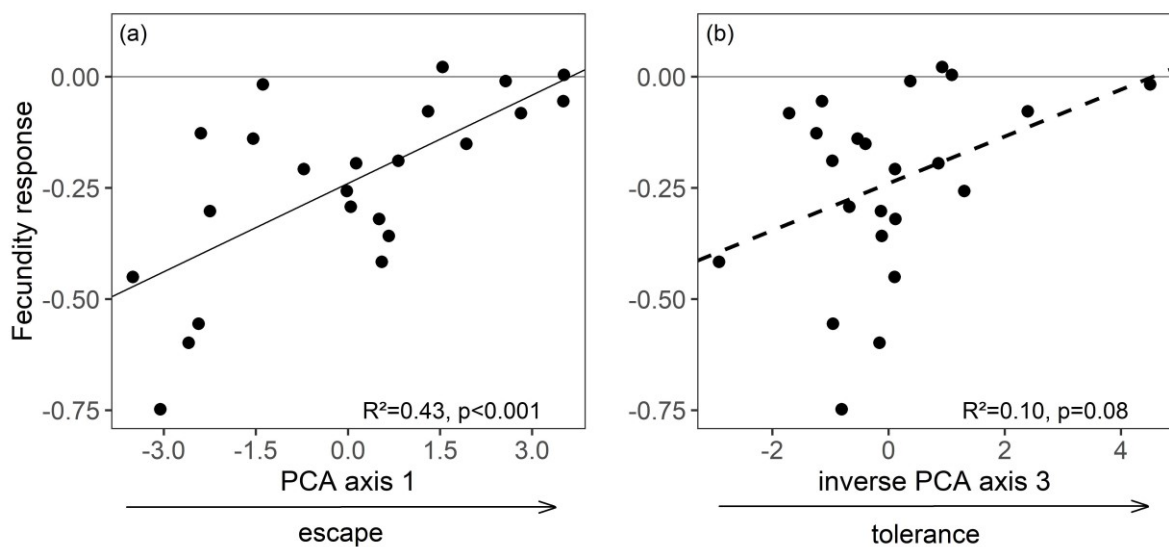 (a)
(b)
Fecundity response
0.00
-0.25
-0.50
-0.75
R²=0.43, p<0.001
-3.0 -1.5 0.0 1.5 3.0
PCA axis 1
escape
0.00
-0.25
-0.50
-0.75
R²=0.10, p=0.08
-2 0 2 4
inverse PCA axis 3
tolerance